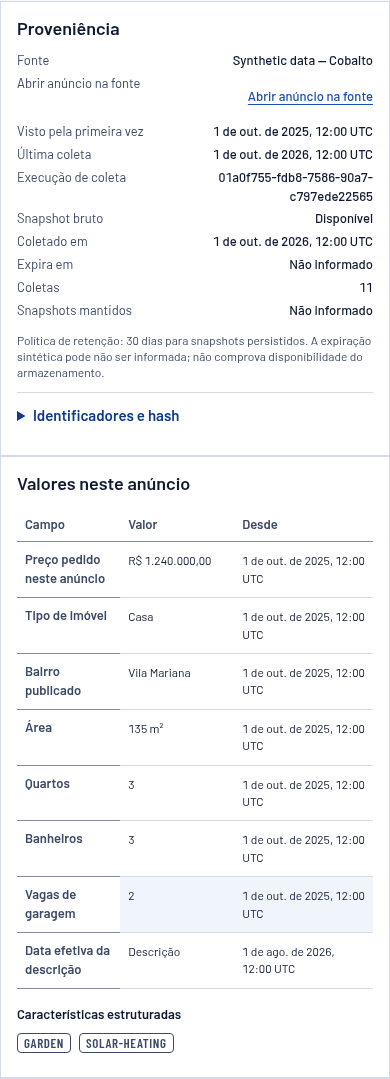 Proveniência
Fonte Synthetic data — Cobalto
Abrir anúncio na fonte
Abrir anúncio na fonte
Visto pela primeira vez 1 de out. de 2025, 12:00 UTC
Última coleta 1 de out. de 2026, 12:00 UTC
Execução de coleta 01a0f755-fdb8-7586-90a7-
c797ede22565
Snapshot bruto Disponível
Coletado em 1 de out. de 2026, 12:00 UTC
Expira em Não informado
Coletas 11
Snapshots mantidos Não informado
Política de retenção: 30 dias para snapshots persistidos. A expiração
sintética pode não ser informada; não comprova disponibilidade do
armazenamento.
Identificadores e hash
Valores neste anúncio
Campo Valor Desde
Preço pedido R$ 1.240.000,00 1 de out. de 2025, 12:00
neste anúncio UTC
Tipo de imóvel Casa 1 de out. de 2025, 12:00
UTC
Bairro Vila Mariana 1 de out. de 2025, 12:00
publicado UTC
Área 135 m² 1 de out. de 2025, 12:00
UTC
Quartos 3 1 de out. de 2025, 12:00
UTC
Banheiros 3 1 de out. de 2025, 12:00
UTC
Vagas de 2 1 de out. de 2025, 12:00
garagem UTC
Data efetiva da Descrição 1 de ago. de 2026,
descrição 12:00 UTC
Características estruturadas
GARDEN SOLAR-HEATING